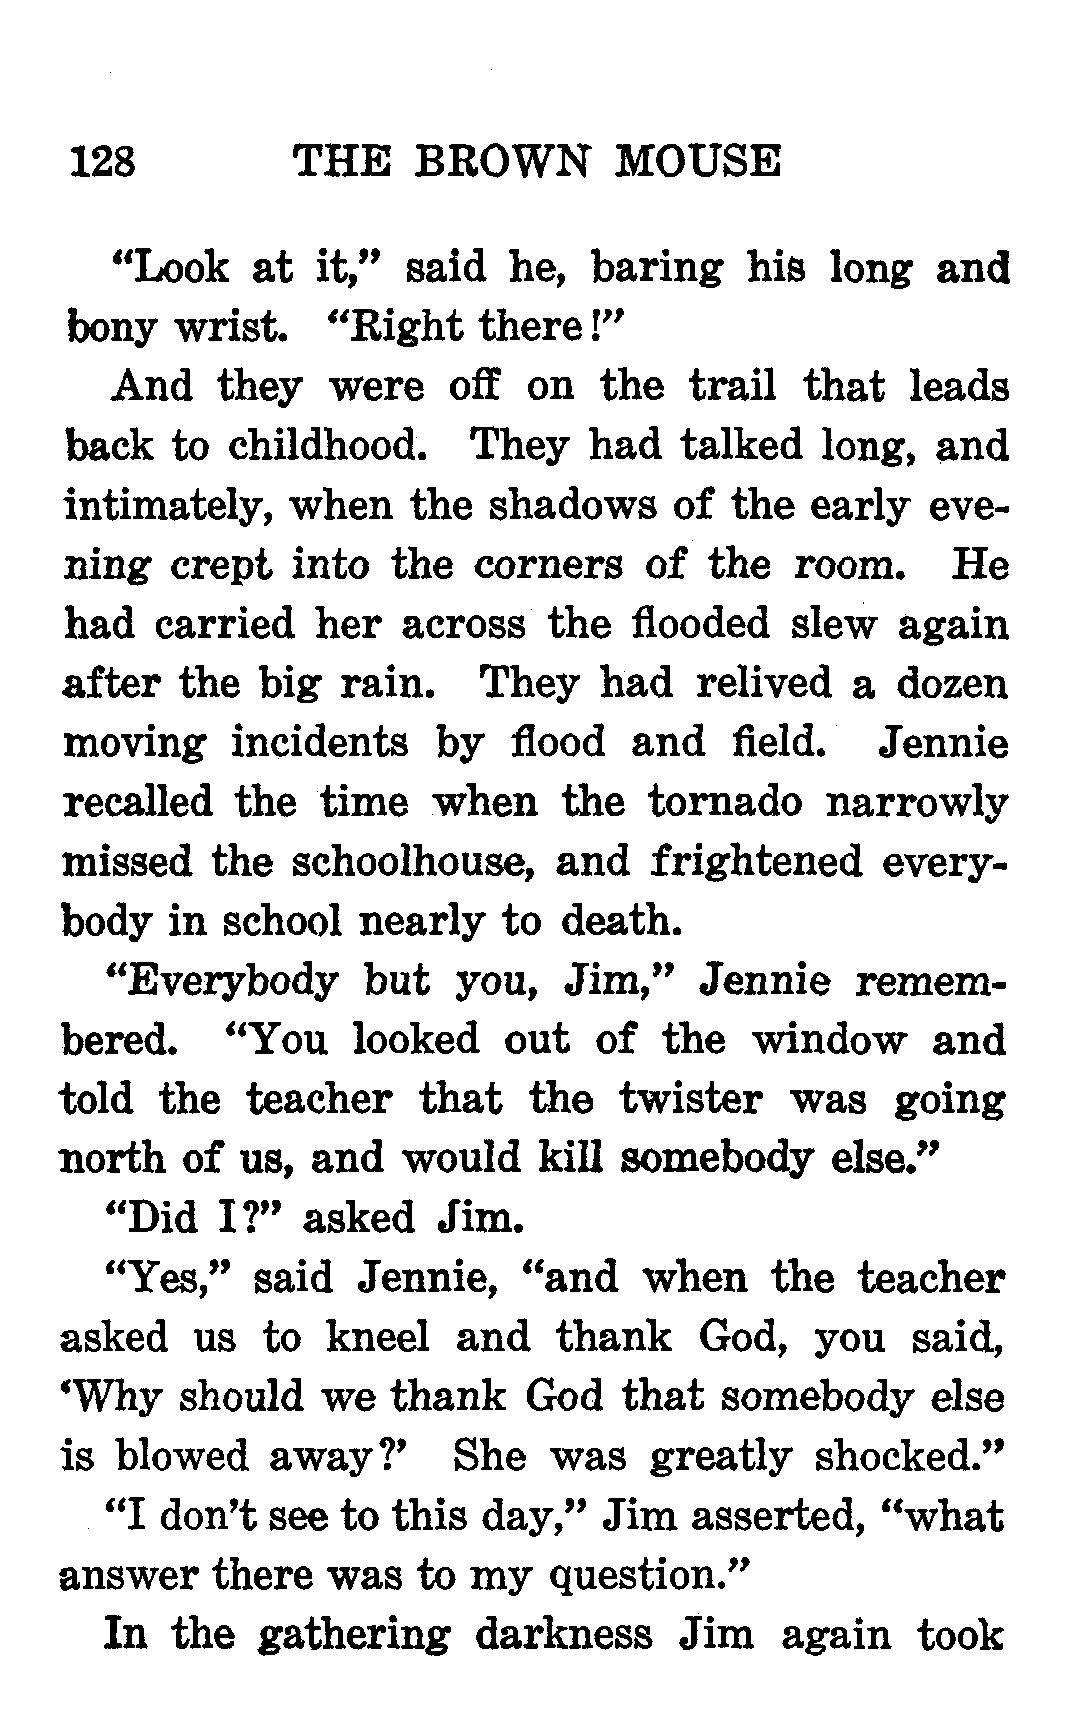 128 THE BROWN MOUSE
“Look at it,” said he, baring his long and
bony wrist. “Right there!”
And they were off on the trail that leads
back to childhood. They had talked long, and
intimately, when the shadows of the early eve-
ning crept into the corners of the room. He
had carried her across the flooded slew again
after the big rain. They had relived a dozen
moving incidents by flood and field. Jennie
recalled the time when the tornado narrowly
missed the schoolhouse, and frightened every-
body in school nearly to death.
“Everybody but you, Jim,” Jennie remem-
bered. “You looked out of the window and
told the teacher that the twister was going
north of us, and would kill somebody else.”
“Did I?” asked Jim.
“Yes,” said Jennie, “and when the teacher
asked us to kneel and thank God, you said,
‘Why should we thank God that somebody else
is blowed away?’ She was greatly shocked.”
“I don’t see to this day,” Jim asserted, “what
answer there was to my question.”
In the gathering darkness Jim again took